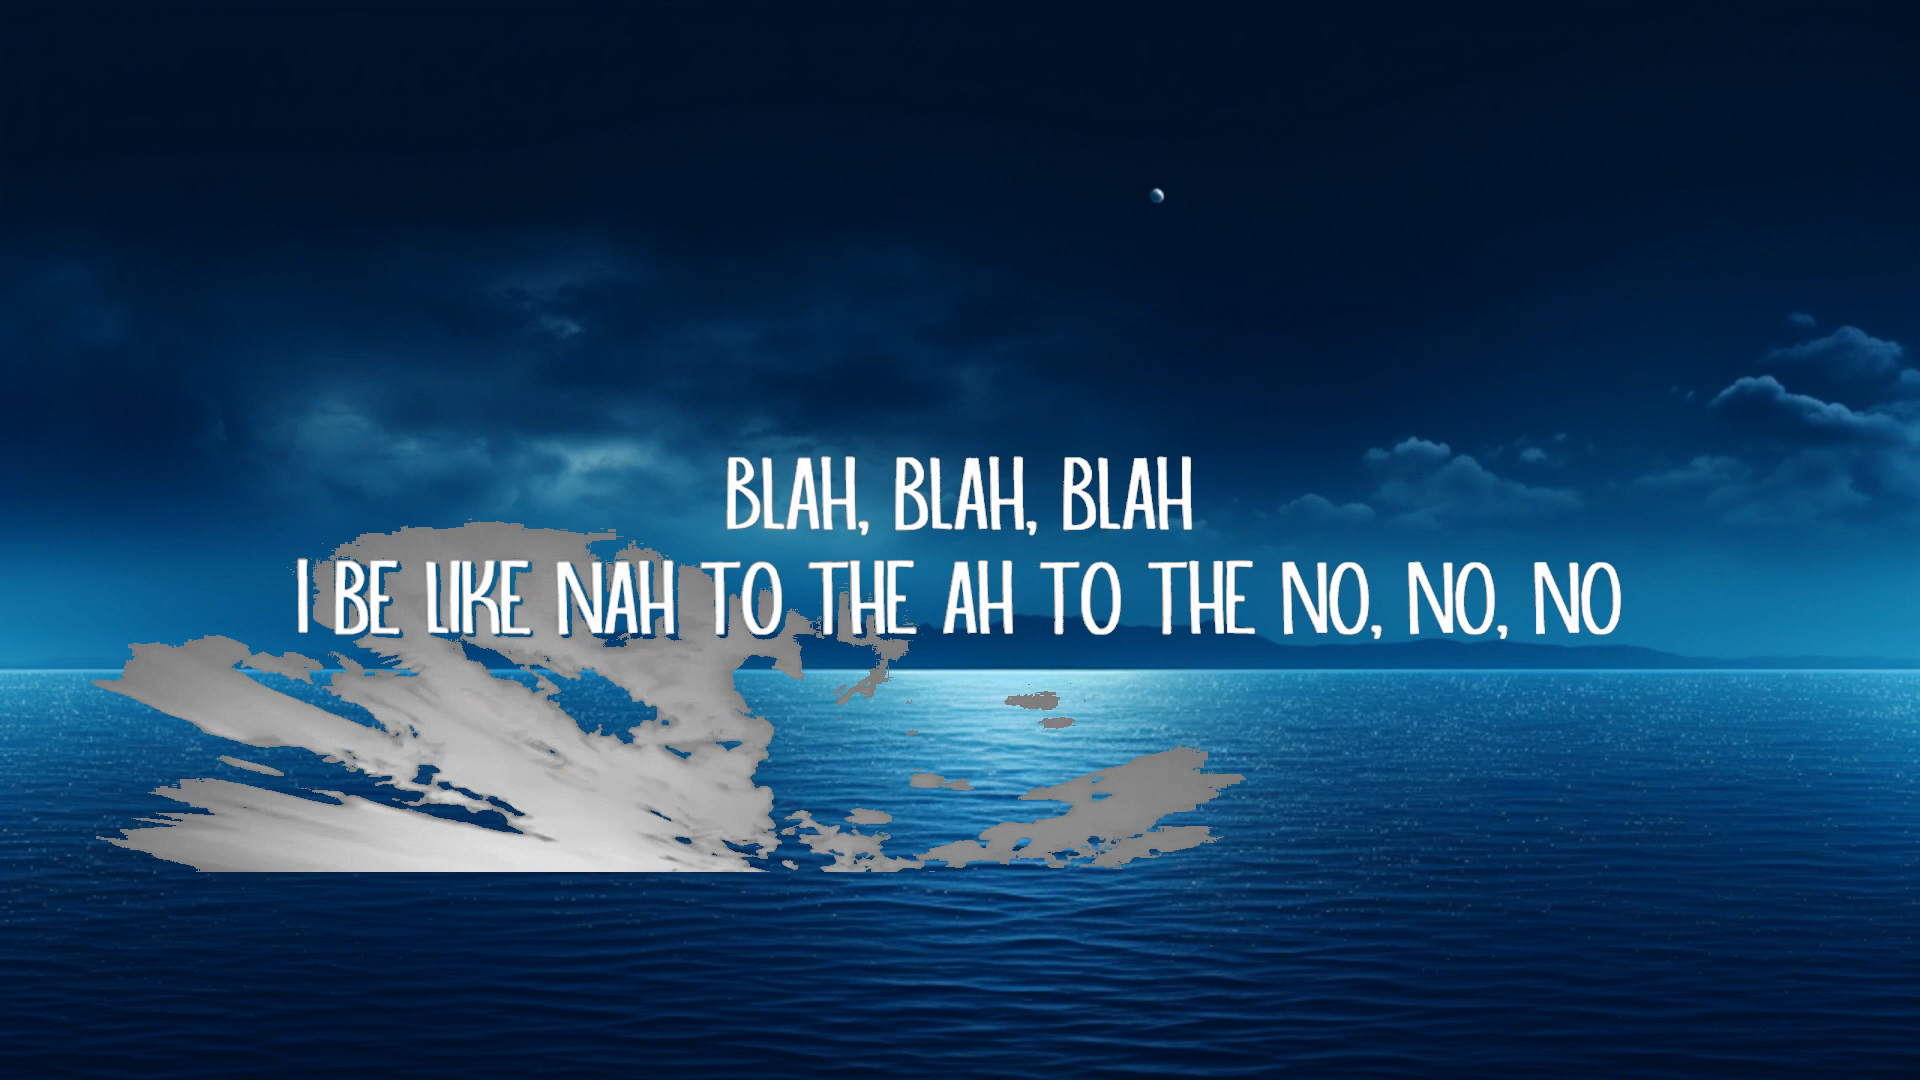 BLAH, BLAH, BLAH
I BE LIKE NAH TO THE AH TO THE NO, NO, NO